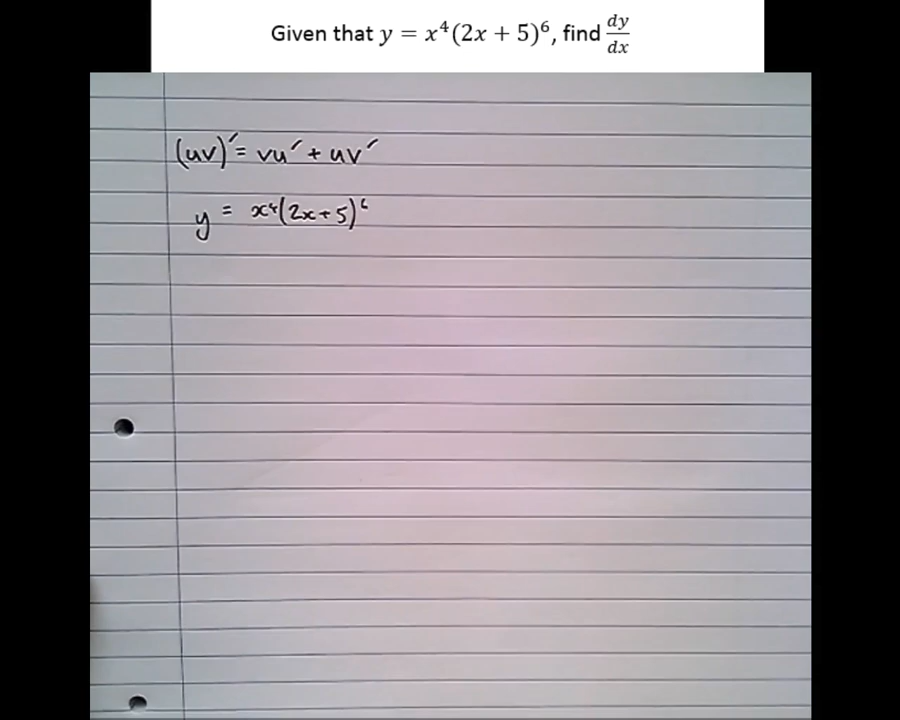 Given that y = x⁴(2x + 5)⁶, find dy/dx
(uv)′ = vu′ + uv′
y = x⁴(2x+5)⁶